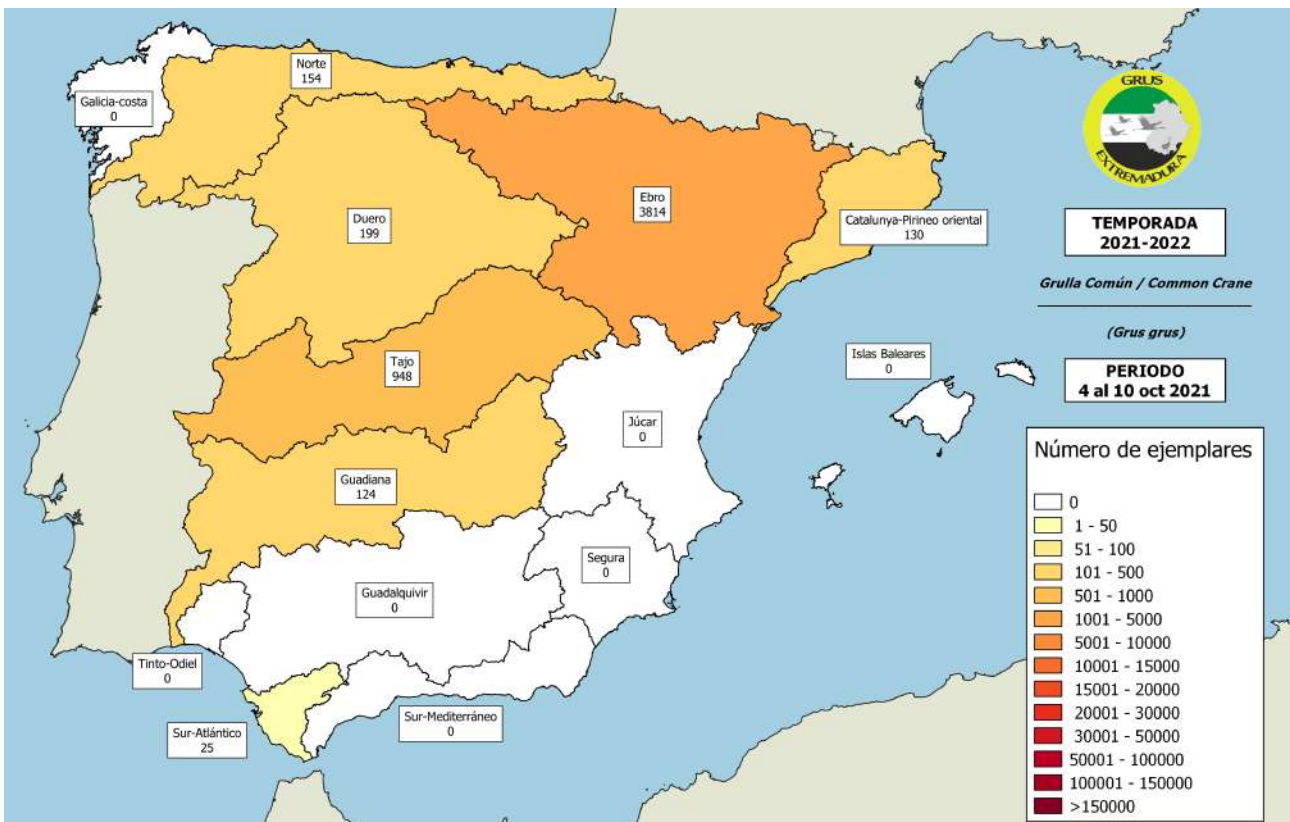 Norte
154
Galicia-costa
0
Ebro
3814
Duero
199
Catalunya-Pirineo oriental
130
Tajo
948
Islas Baleares
0
Júcar
0
Guadiana
124
Segura
0
Guadalquivir
0
Tinto-Odiel
0
Sur-Atlántico
25
Sur-Mediterráneo
0
GRUS
EXTREMADURA
TEMPORADA
2021-2022
Grulla Común / Common Crane
(Grus grus)
PERIODO
4 al 10 oct 2021
Número de ejemplares
0
1 - 50
51 - 100
101 - 500
501 - 1000
1001 - 5000
5001 - 10000
10001 - 15000
15001 - 20000
20001 - 30000
30001 - 50000
50001 - 100000
100001 - 150000
>150000